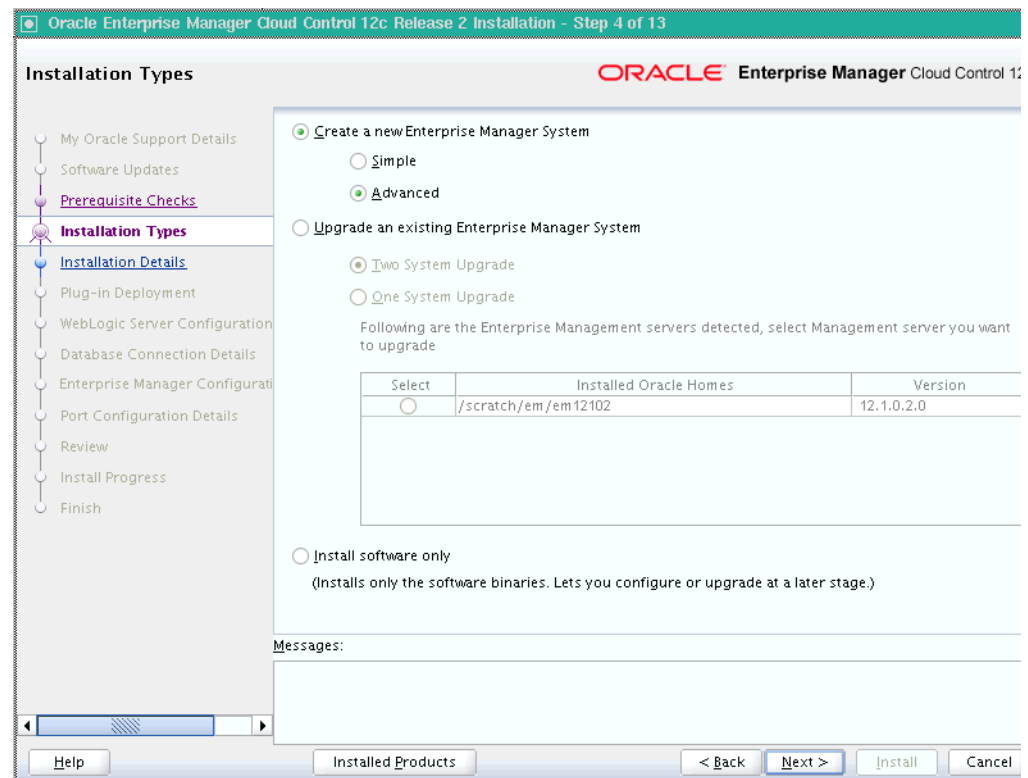 Oracle Enterprise Manager Cloud Control 12c Release 2 Installation - Step 4 of 13
Installation Types
ORACLE Enterprise Manager Cloud Control 12
My Oracle Support Details
Software Updates
Prerequisite Checks
Installation Types
Installation Details
Plug-in Deployment
WebLogic Server Configuration
Database Connection Details
Enterprise Manager Configurati
Port Configuration Details
Review
Install Progress
Finish
Create a new Enterprise Manager System
Simple
Advanced
Upgrade an existing Enterprise Manager System
Two System Upgrade
One System Upgrade
Following are the Enterprise Management servers detected, select Management server you want
to upgrade
Select Installed Oracle Homes Version
/scratch/em/em12102 12.1.0.2.0
Install software only
(Installs only the software binaries. Lets you configure or upgrade at a later stage.)
Messages:
Help Installed Products < Back Next > Install Cancel